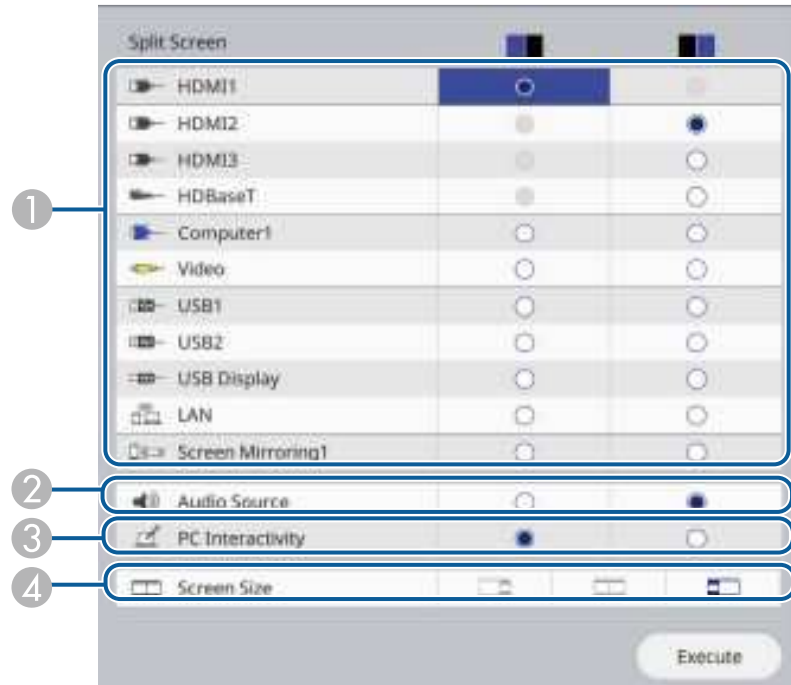 Split Screen
HDMI1
HDMI2
HDMI3
HDBaseT
Computer1
Video
USB1
USB2
USB Display
LAN
Screen Mirroring1
Audio Source
PC Interactivity
Screen Size
Execute
1
2
3
4